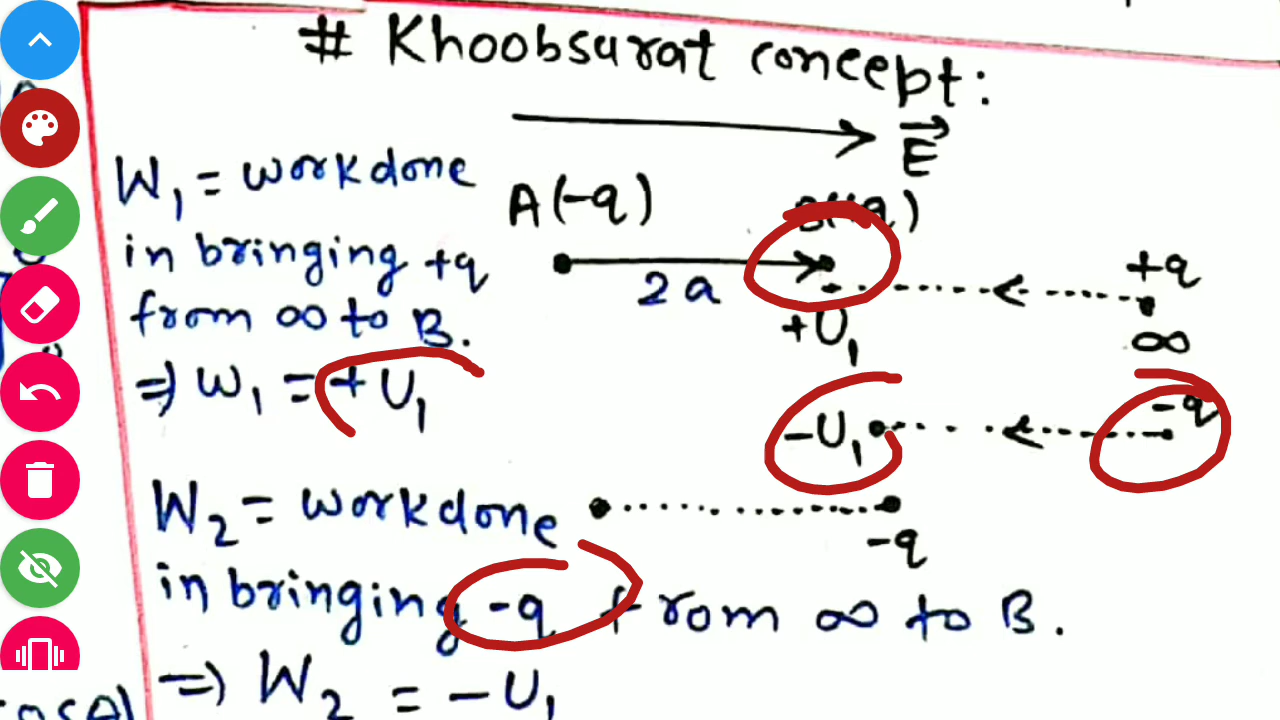 # Khoobsurat concept:
E
W1 = workdone
in bringing +q
from ∞ to B.
⇒ W1 = +U1
A(-q)
2a
+q
+U1
∞
-q
-U1
W2 = workdone
-q
in bringing -q from ∞ to B.
⇒ W2 = -U1